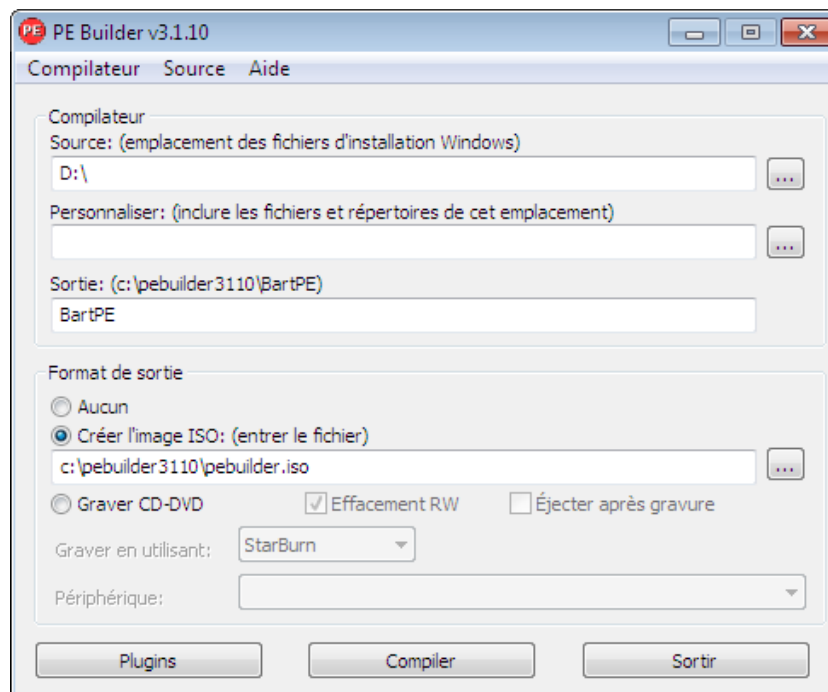 PE PE Builder v3.1.10
Compilateur Source Aide
Compilateur
Source: (emplacement des fichiers d'installation Windows)
D:\
...
Personnaliser: (inclure les fichiers et répertoires de cet emplacement)
...
Sortie: (c:\pebuilder3110\BartPE)
BartPE
Format de sortie
Aucun
Créer l'image ISO: (entrer le fichier)
c:\pebuilder3110\pebuilder.iso
...
Graver CD-DVD Effacement RW Éjecter après gravure
Graver en utilisant: StarBurn
Périphérique:
Plugins Compiler Sortir